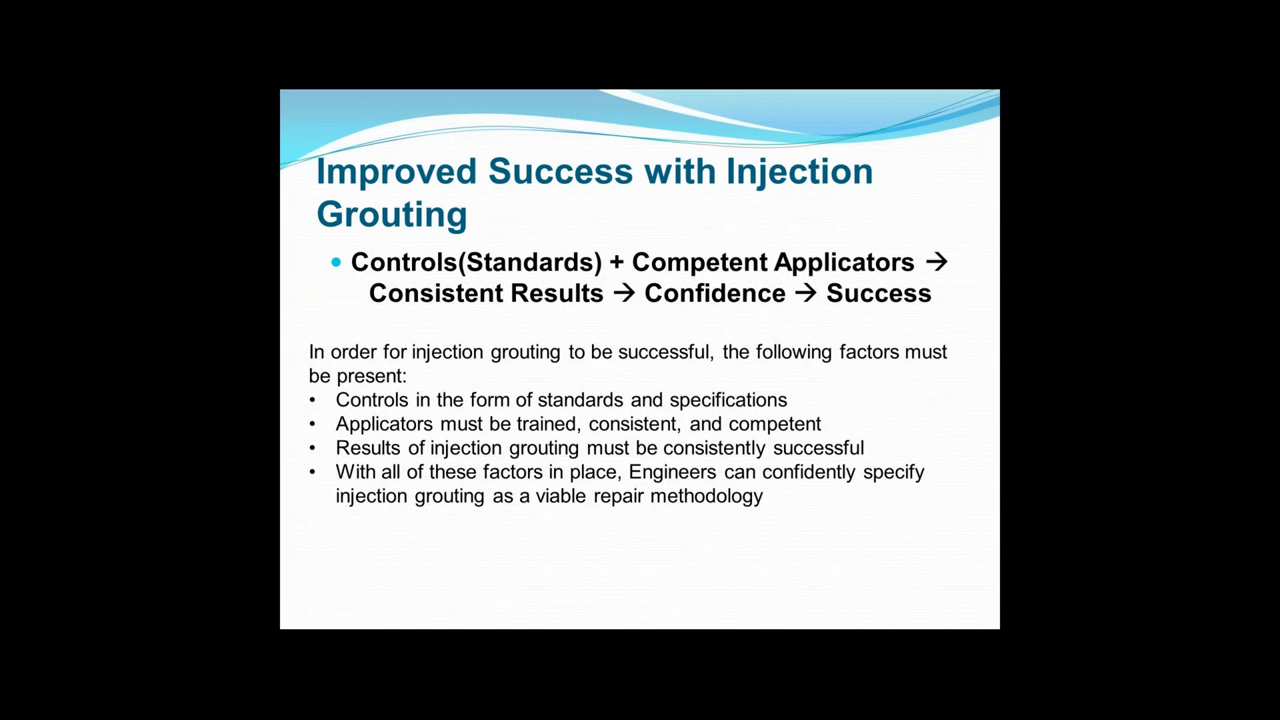 Improved Success with Injection
Grouting
• Controls(Standards) + Competent Applicators →
Consistent Results → Confidence → Success
In order for injection grouting to be successful, the following factors must
be present:
• Controls in the form of standards and specifications
• Applicators must be trained, consistent, and competent
• Results of injection grouting must be consistently successful
• With all of these factors in place, Engineers can confidently specify
injection grouting as a viable repair methodology